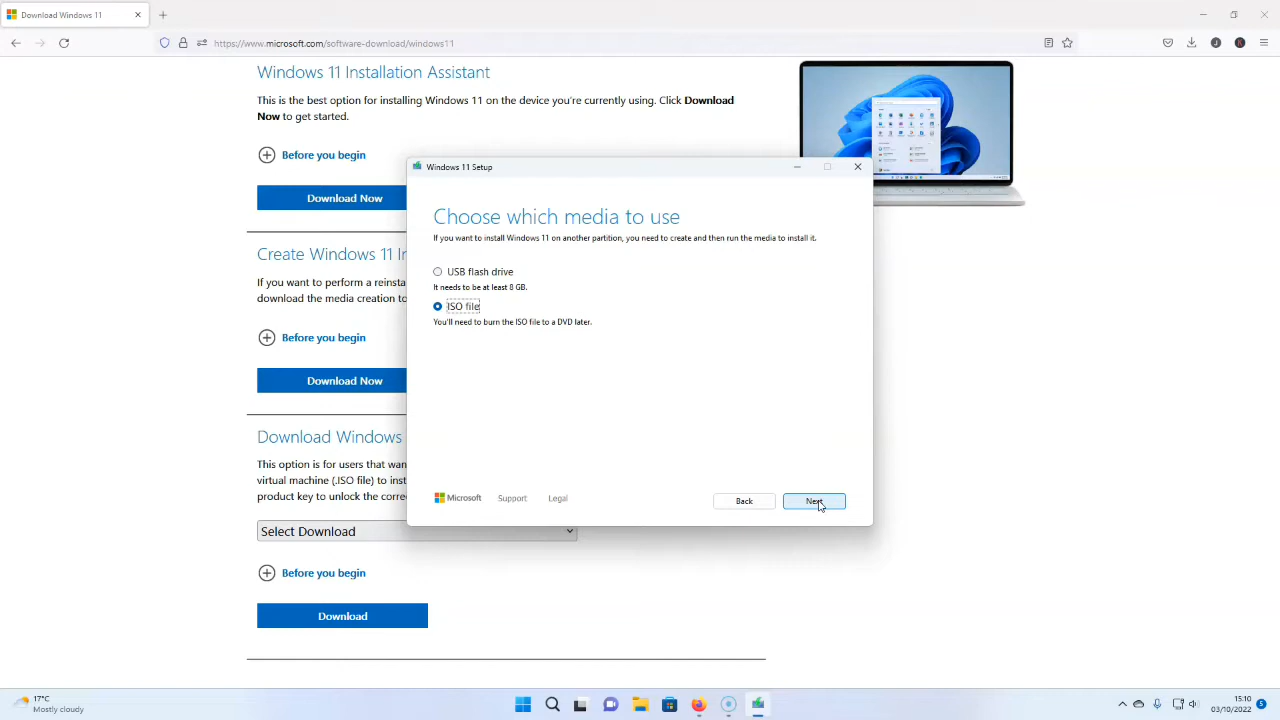 Download Windows 11
https://www.microsoft.com/software-download/windows11
Windows 11 Installation Assistant
This is the best option for installing Windows 11 on the device you're currently using. Click Download
Now to get started.
Before you begin
Download Now
Create Windows 11 I
If you want to perform a reinsta
download the media creation to
Before you begin
Download Now
Download Windows
This option is for users that wan
virtual machine (.ISO file) to inst
product key to unlock the corre
Select Download
Before you begin
Download
Windows 11 Setup
Choose which media to use
If you want to install Windows 11 on another partition, you need to create and then run the media to install it.
USB flash drive
It needs to be at least 8 GB.
ISO file
You'll need to burn the ISO file to a DVD later.
Microsoft
Support
Legal
Back
Next
17°C
Mostly cloudy
15:10
03/10/2022